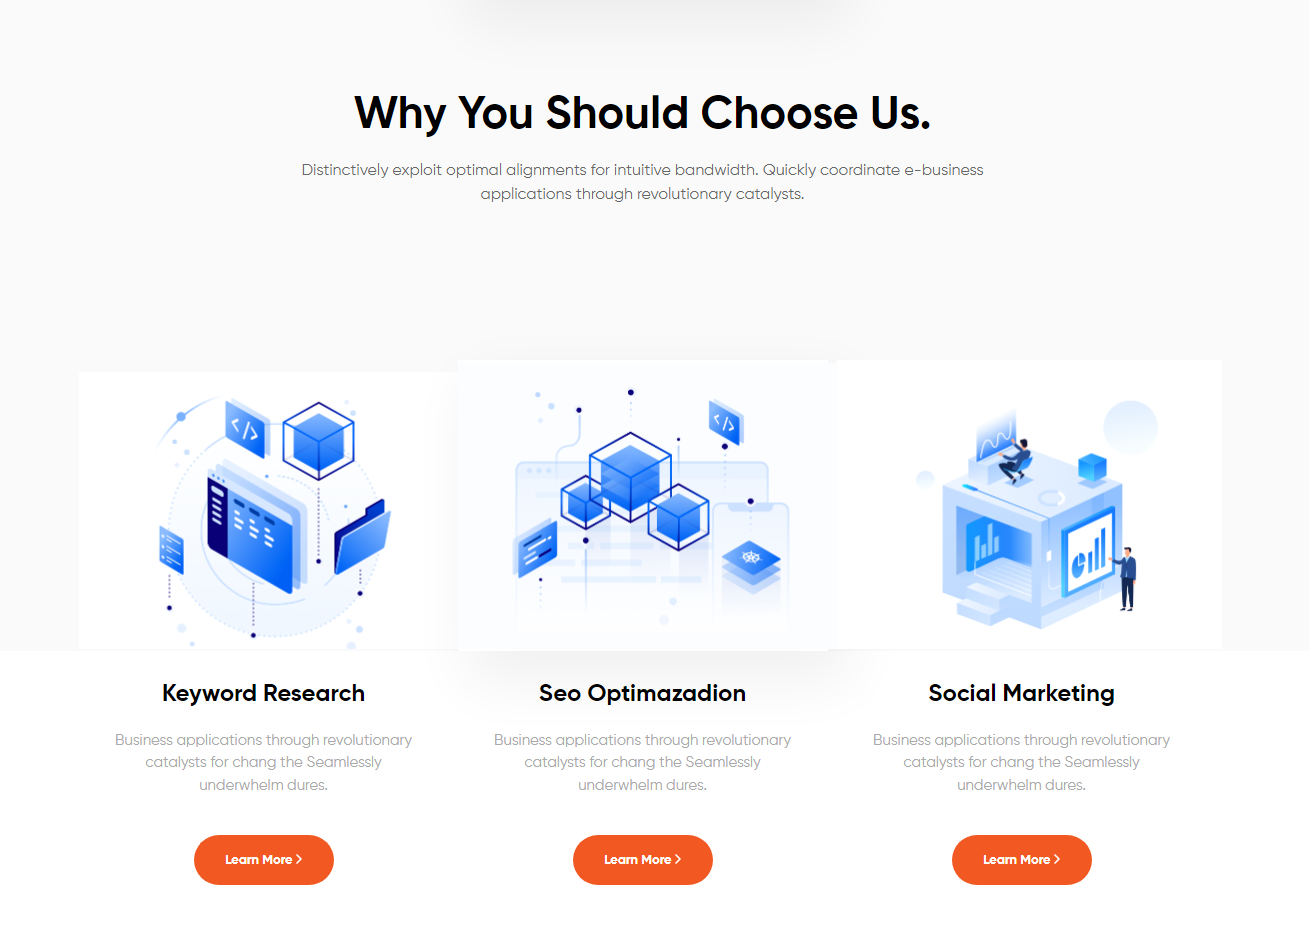 Why You Should Choose Us.
Distinctively exploit optimal alignments for intuitive bandwidth. Quickly coordinate e-business
applications through revolutionary catalysts.
</>
</>
Keyword Research
Business applications through revolutionary
catalysts for chang the Seamlessly
underwhelm dures.
Learn More >
Seo Optimazadion
Business applications through revolutionary
catalysts for chang the Seamlessly
underwhelm dures.
Learn More >
Social Marketing
Business applications through revolutionary
catalysts for chang the Seamlessly
underwhelm dures.
Learn More >